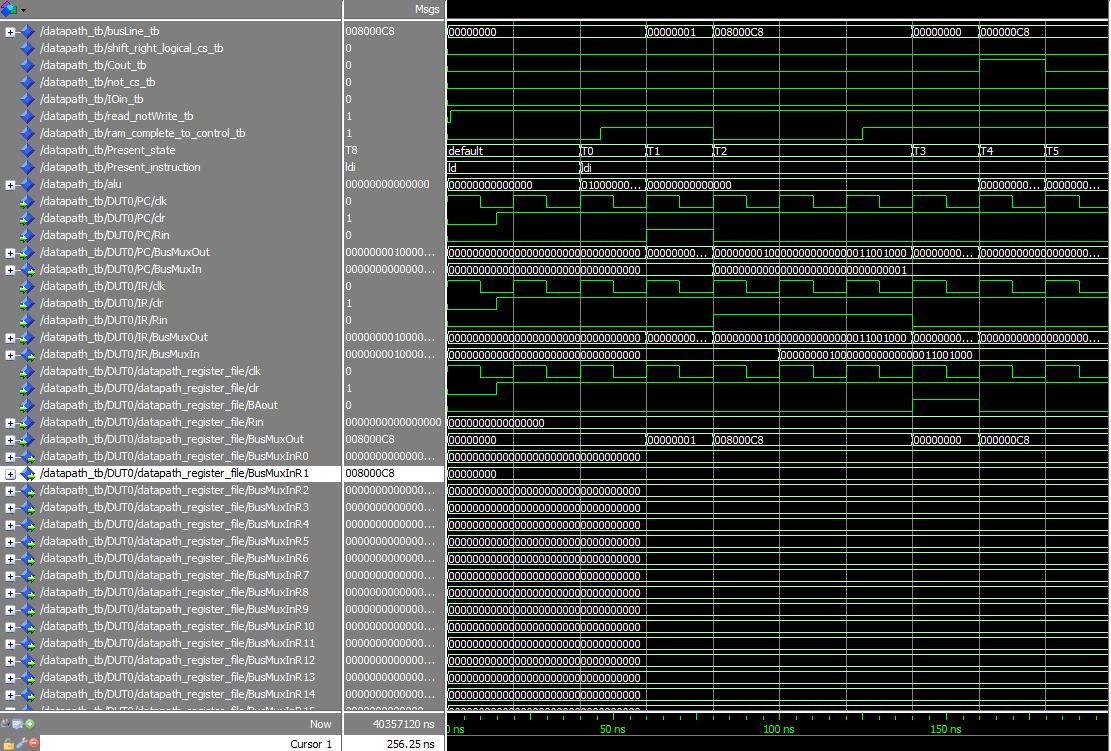 Msgs
/datapath_tb/busLine_tb 008000C8 00000000 00000001 008000C8 00000000 000000C8
/datapath_tb/shift_right_logical_cs_tb 0
/datapath_tb/Cout_tb 0
/datapath_tb/not_cs_tb 0
/datapath_tb/IOin_tb 0
/datapath_tb/read_notWrite_tb 1
/datapath_tb/ram_complete_to_control_tb 1
/datapath_tb/Present_state T8 default T0 T1 T2 T3 T4 T5
/datapath_tb/Present_instruction ldi ld ldi
/datapath_tb/alu 00000000000000 00000000000000 01000000... 00000000000000 00000000... 0000000...
/datapath_tb/DUT0/PC/clk 0
/datapath_tb/DUT0/PC/clr 1
/datapath_tb/DUT0/PC/Rin 0
/datapath_tb/DUT0/PC/BusMuxOut 0000000010000... 00000000000000000000000000000000 00000000... 00000000100000000000000011001000 00000000... 00000000000000000000...
/datapath_tb/DUT0/PC/BusMuxIn 0000000000000... 00000000000000000000000000000000 00000000000000000000000000000001
/datapath_tb/DUT0/IR/clk 0
/datapath_tb/DUT0/IR/clr 1
/datapath_tb/DUT0/IR/Rin 0
/datapath_tb/DUT0/IR/BusMuxOut 0000000010000... 00000000000000000000000000000000 00000000... 00000000100000000000000011001000 00000000... 00000000000000000000...
/datapath_tb/DUT0/IR/BusMuxIn 0000000010000... 00000000000000000000000000000000 00000000100000000000000011001000
/datapath_tb/DUT0/datapath_register_file/clk 0
/datapath_tb/DUT0/datapath_register_file/clr 1
/datapath_tb/DUT0/datapath_register_file/BAout 0
/datapath_tb/DUT0/datapath_register_file/Rin 0000000000000000 0000000000000000
/datapath_tb/DUT0/datapath_register_file/BusMuxOut 008000C8 00000000 00000001 008000C8 00000000 000000C8
/datapath_tb/DUT0/datapath_register_file/BusMuxInR0 0000000000000... 00000000000000000000000000000000
/datapath_tb/DUT0/datapath_register_file/BusMuxInR1 008000C8 00000000
/datapath_tb/DUT0/datapath_register_file/BusMuxInR2 0000000000000... 00000000000000000000000000000000
/datapath_tb/DUT0/datapath_register_file/BusMuxInR3 0000000000000... 00000000000000000000000000000000
/datapath_tb/DUT0/datapath_register_file/BusMuxInR4 0000000000000... 00000000000000000000000000000000
/datapath_tb/DUT0/datapath_register_file/BusMuxInR5 0000000000000... 00000000000000000000000000000000
/datapath_tb/DUT0/datapath_register_file/BusMuxInR6 0000000000000... 00000000000000000000000000000000
/datapath_tb/DUT0/datapath_register_file/BusMuxInR7 0000000000000... 00000000000000000000000000000000
/datapath_tb/DUT0/datapath_register_file/BusMuxInR8 0000000000000... 00000000000000000000000000000000
/datapath_tb/DUT0/datapath_register_file/BusMuxInR9 0000000000000... 00000000000000000000000000000000
/datapath_tb/DUT0/datapath_register_file/BusMuxInR10 0000000000000... 00000000000000000000000000000000
/datapath_tb/DUT0/datapath_register_file/BusMuxInR11 0000000000000... 00000000000000000000000000000000
/datapath_tb/DUT0/datapath_register_file/BusMuxInR12 0000000000000... 00000000000000000000000000000000
/datapath_tb/DUT0/datapath_register_file/BusMuxInR13 0000000000000... 00000000000000000000000000000000
/datapath_tb/DUT0/datapath_register_file/BusMuxInR14 0000000000000... 00000000000000000000000000000000
Now 40357120 ns ns 50 ns 100 ns 150 ns
Cursor 1 256.25 ns